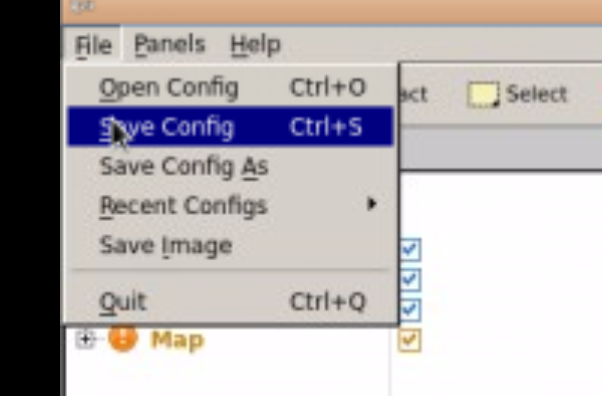 File Panels Help
Open Config Ctrl+O
Save Config Ctrl+S
Save Config As
Recent Configs
Save Image
Quit Ctrl+Q
Select
Map